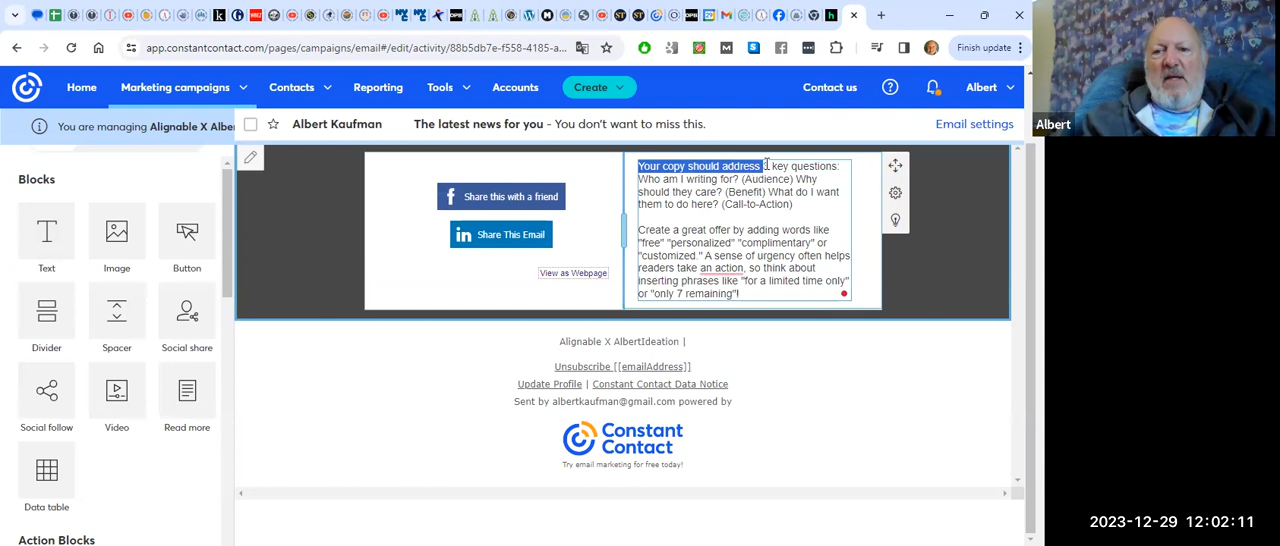 app.constantcontact.com/pages/campaigns/email#/edit/activity/88b5db7e-f558-4185-a...
Finish update
Home
Marketing campaigns
Contacts
Reporting
Tools
Accounts
Create
Contact us
Albert
You are managing Alignable X Alber
Albert Kaufman
The latest news for you - You don't want to miss this.
Email settings
Albert
Blocks
Text
Image
Button
Divider
Spacer
Social share
Social follow
Video
Read more
Data table
Action Blocks
Share this with a friend
Share This Email
View as Webpage
Your copy should address 3 key questions:
Who am I writing for? (Audience) Why
should they care? (Benefit) What do I want
them to do here? (Call-to-Action)
Create a great offer by adding words like
"free" "personalized" "complimentary" or
"customized." A sense of urgency often helps
readers take an action, so think about
inserting phrases like "for a limited time only"
or "only 7 remaining"!
Alignable X AlbertIdeation |
Unsubscribe [[emailAddress]]
Update Profile | Constant Contact Data Notice
Sent by albertkaufman@gmail.com powered by
Constant
Contact
Try email marketing for free today!
2023-12-29 12:02:11